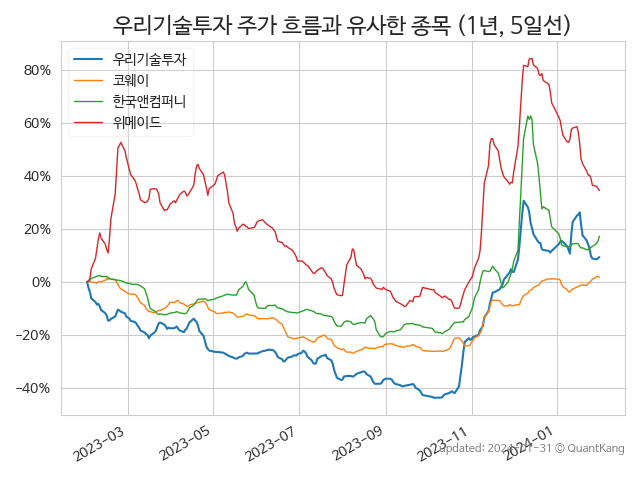 우리기술투자 주가 흐름과 유사한 종목 (1년, 5일선)
우리기술투자
코웨이
한국앤컴퍼니
위메이드
80%
60%
40%
20%
0%
−20%
−40%
2023−03
2023−05
2023−07
2023−09
2023−11
2024−01
updated: 2024-01-31 © QuantKang